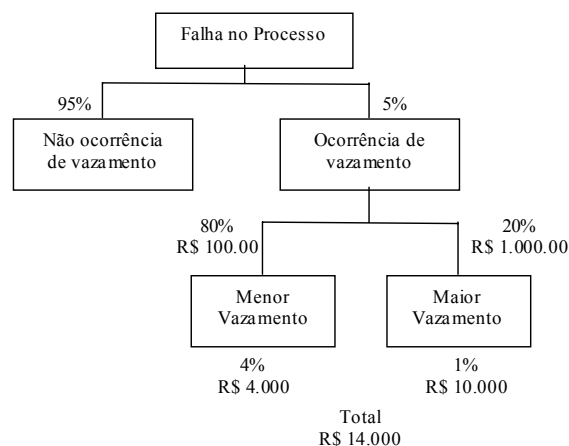 Falha no Processo
95%
5%
Não ocorrência
de vazamento
Ocorrência de
vazamento
80%
R$ 100.00
20%
R$ 1.000.00
Menor
Vazamento
Maior
Vazamento
4%
R$ 4.000
1%
R$ 10.000
Total
R$ 14.000